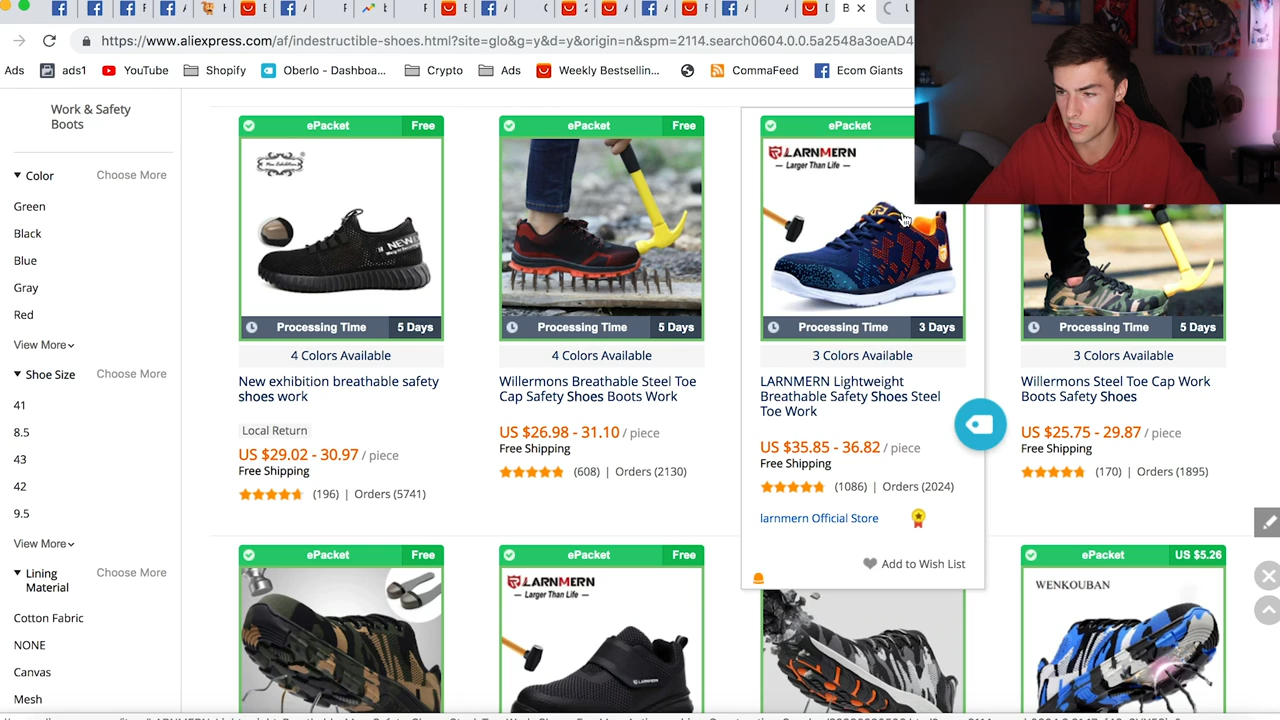 https://www.aliexpress.com/af/indestructible-shoes.html?site=glo&g=y&d=y&origin=n&spm=2114.search0604.0.0.5a2548a3oeAD4
Ads ads1 YouTube Shopify Oberlo - Dashboa... Crypto Ads Weekly Bestsellin... CommaFeed Ecom Giants
Work & Safety
Boots
Color Choose More
Green
Black
Blue
Gray
Red
View More
Shoe Size Choose More
41
8.5
43
42
9.5
View More
Lining
Material
Choose More
Cotton Fabric
NONE
Canvas
Mesh
ePacket Free
New Exhibition
NEW
Processing Time 5 Days
4 Colors Available
New exhibition breathable safety
shoes work
Local Return
US $29.02 - 30.97 / piece
Free Shipping
(196) | Orders (5741)
ePacket Free
Processing Time 5 Days
4 Colors Available
Willermons Breathable Steel Toe
Cap Safety Shoes Boots Work
US $26.98 - 31.10 / piece
Free Shipping
(608) | Orders (2130)
ePacket
LARNMERN
Larger Than Life
Processing Time 3 Days
3 Colors Available
LARNMERN Lightweight
Breathable Safety Shoes Steel
Toe Work
US $35.85 - 36.82 / piece
Free Shipping
(1086) | Orders (2024)
larnmern Official Store
Add to Wish List
Processing Time 5 Days
3 Colors Available
Willermons Steel Toe Cap Work
Boots Safety Shoes
US $25.75 - 29.87 / piece
Free Shipping
(170) | Orders (1895)
ePacket Free
ePacket Free
LARNMERN
Larger Than Life
LARNMERN
ePacket US $5.26
WENKOUBAN